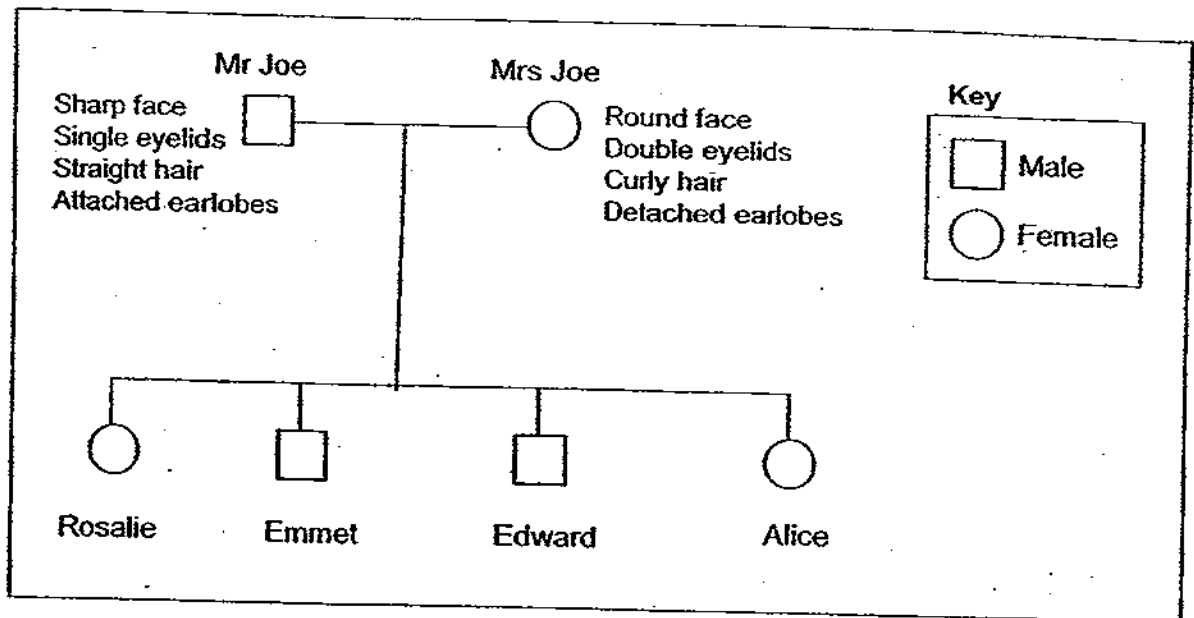 Mr Joe
Mrs Joe
Sharp face
Single eyelids
Straight hair
Attached earlobes
Round face
Double eyelids
Curly hair
Detached earlobes
Key
Male
Female
Rosalie
Emmet
Edward
Alice